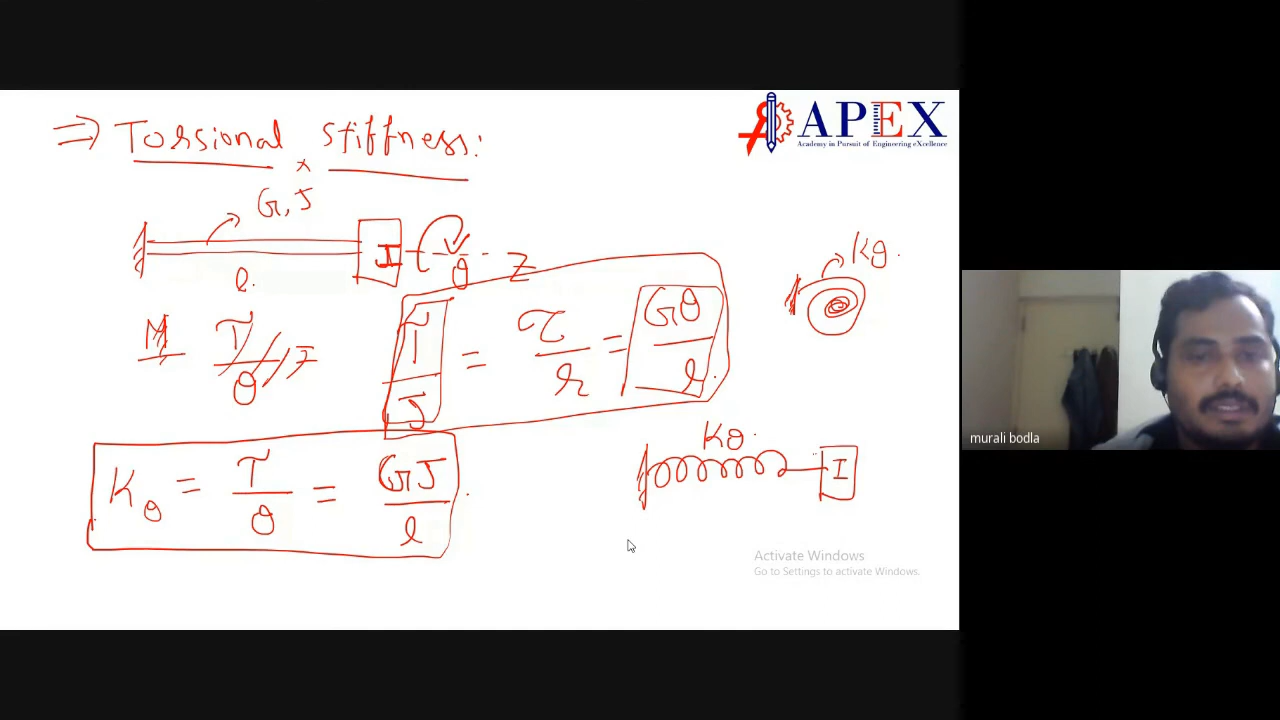 ⇒ Torsional stiffness:
APEX
Academy in Pursuit of Engineering eXcellence
G, J
I
θ
Z
l.
Kθ.
T/θ
T/J = τ/r = Gθ/l.
Kθ.
I
Kθ = T/θ = GJ/l.
murali bodla
Activate Windows
Go to Settings to activate Windows.